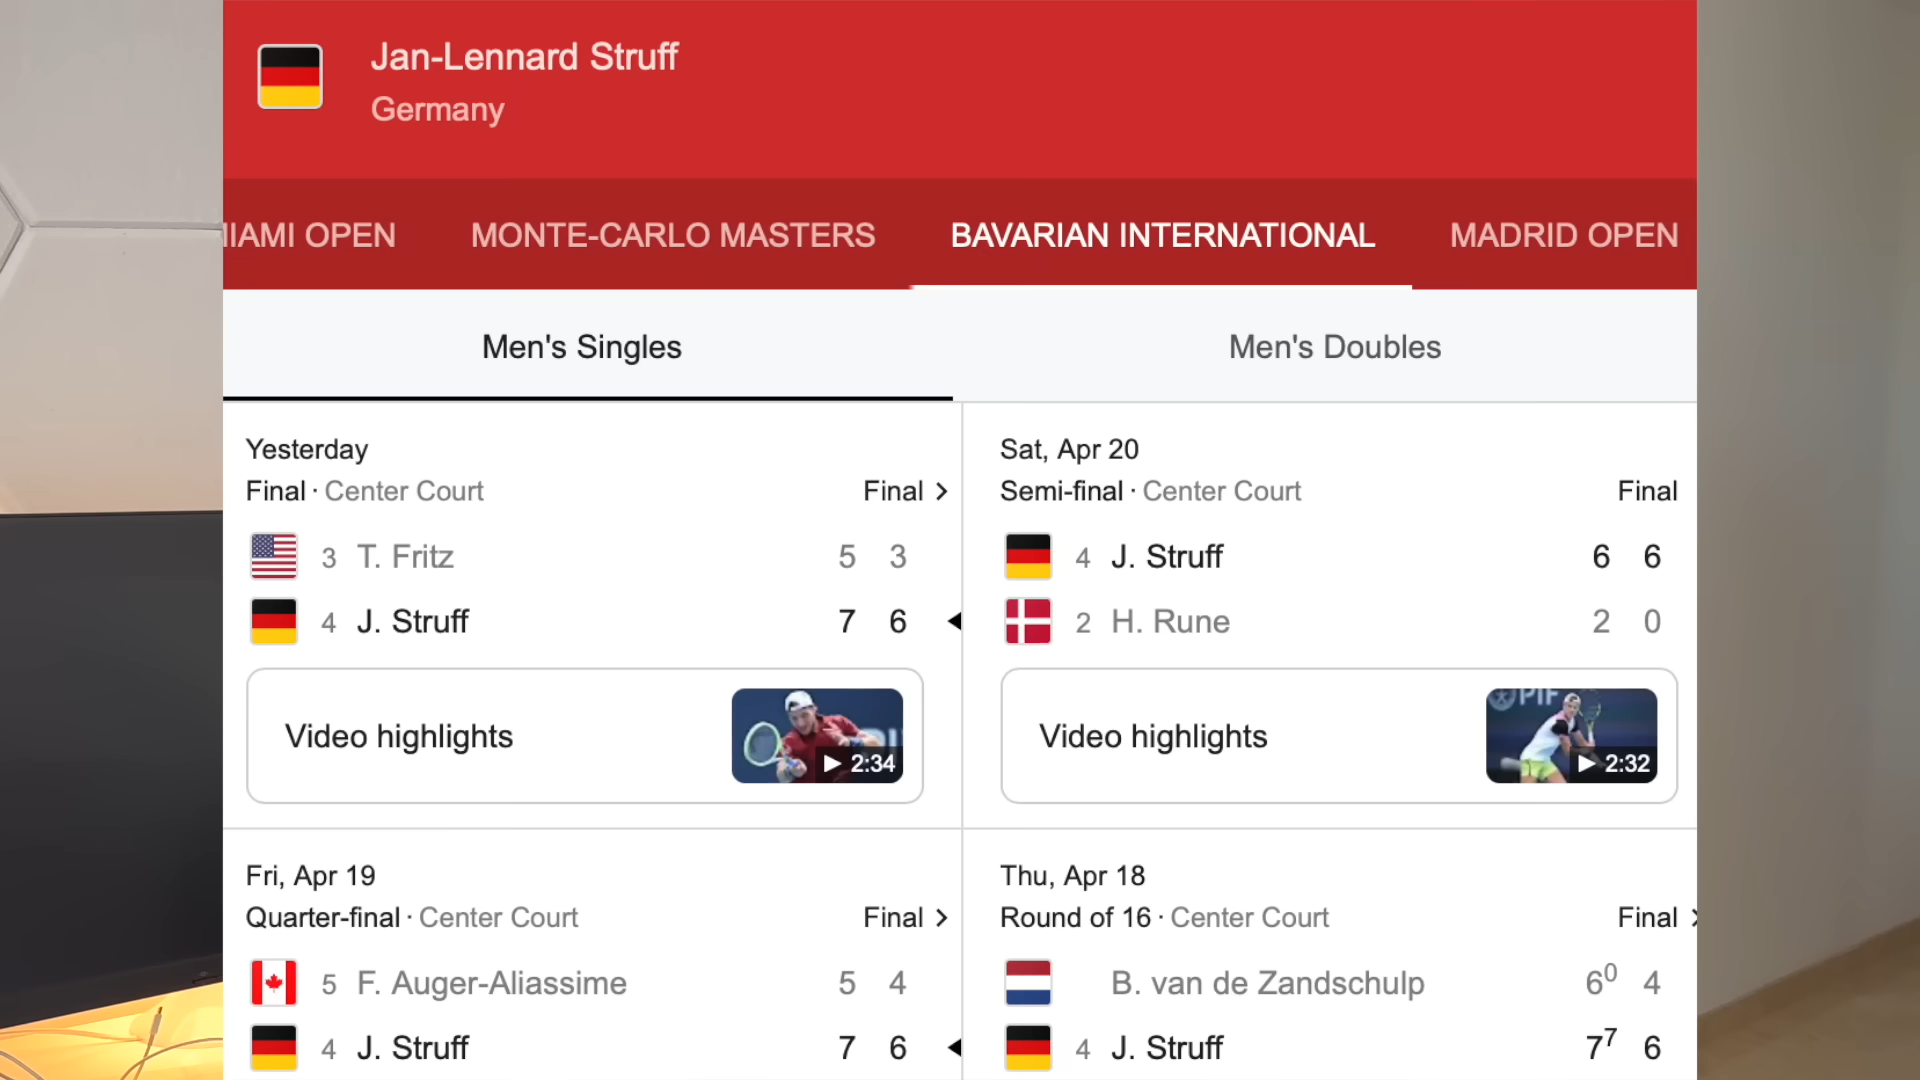 Jan-Lennard Struff
Germany
IAMI OPEN MONTE-CARLO MASTERS BAVARIAN INTERNATIONAL MADRID OPEN
Men's Singles Men's Doubles
Yesterday
Final · Center Court Final
3 T. Fritz 5 3
4 J. Struff 7 6
Video highlights 2:34
Sat, Apr 20
Semi-final · Center Court Final
4 J. Struff 6 6
2 H. Rune 2 0
Video highlights PIF 2:32
Fri, Apr 19
Quarter-final · Center Court Final
5 F. Auger-Aliassime 5 4
4 J. Struff 7 6
Thu, Apr 18
Round of 16 · Center Court Final
B. van de Zandschulp 6⁰ 4
4 J. Struff 7⁷ 6